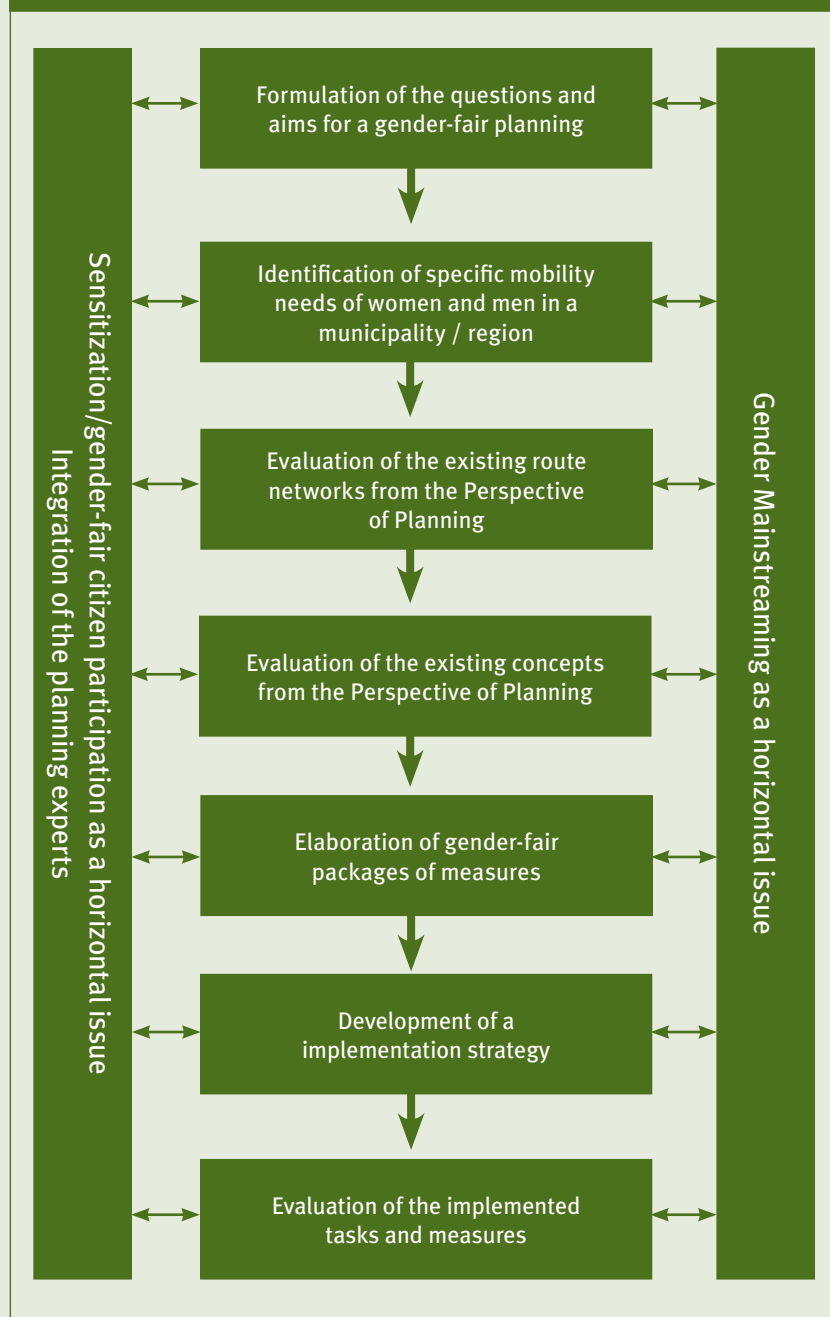 Formulation of the questions and
aims for a gender-fair planning
Identification of specific mobility
needs of women and men in a
municipality / region
Evaluation of the existing route
networks from the Perspective
of Planning
Evaluation of the existing concepts
from the Perspective of Planning
Elaboration of gender-fair
packages of measures
Development of a
implementation strategy
Evaluation of the implemented
tasks and measures
Sensitization/gender-fair citizen participation as a horizontal issue
Integration of the planning experts
Gender Mainstreaming as a horizontal issue